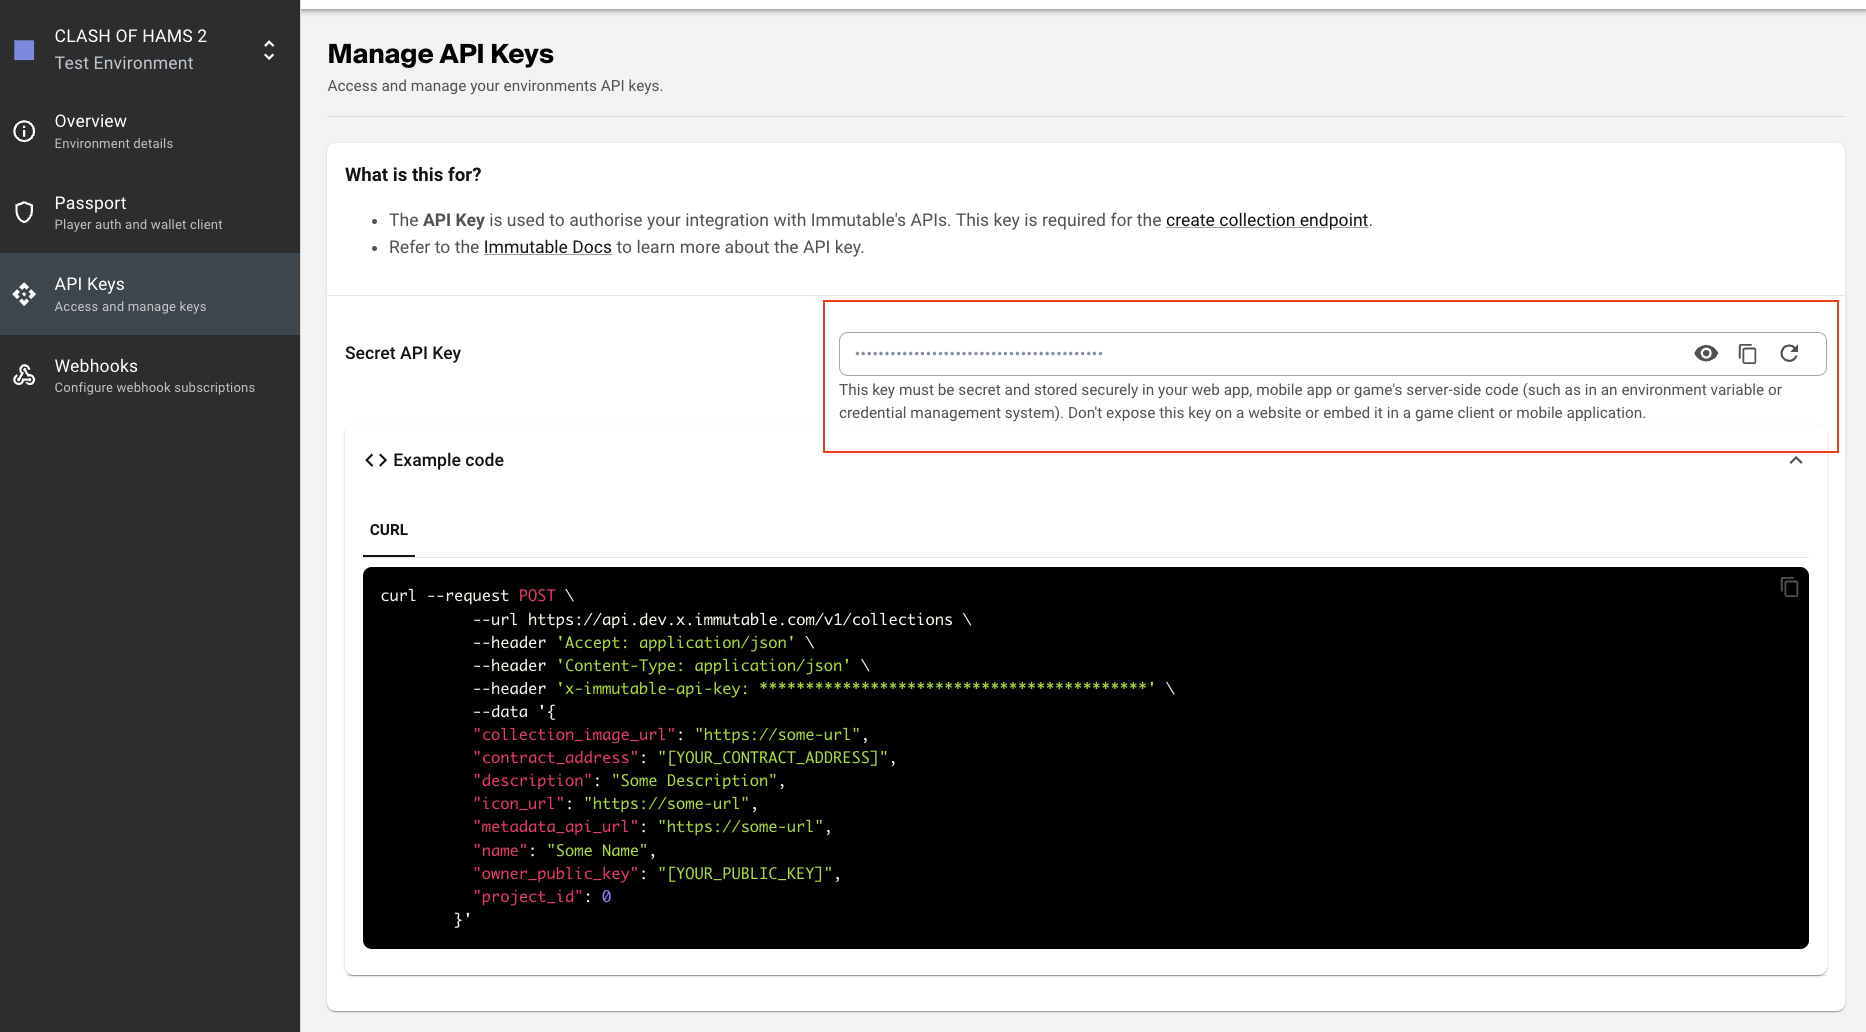 CLASH OF HAMS 2
Test Environment
Overview
Environment details
Passport
Player auth and wallet client
API Keys
Access and manage keys
Webhooks
Configure webhook subscriptions
Manage API Keys
Access and manage your environments API keys.
What is this for?
• The API Key is used to authorise your integration with Immutable's APIs. This key is required for the create collection endpoint.
• Refer to the Immutable Docs to learn more about the API key.
Secret API Key
This key must be secret and stored securely in your web app, mobile app or game's server-side code (such as in an environment variable or
credential management system). Don't expose this key on a website or embed it in a game client or mobile application.
<> Example code
CURL
curl --request POST \
--url https://api.dev.x.immutable.com/v1/collections \
--header 'Accept: application/json' \
--header 'Content-Type: application/json' \
--header 'x-immutable-api-key: ******************************************' \
--data '{
"collection_image_url": "https://some-url",
"contract_address": "[YOUR_CONTRACT_ADDRESS]",
"description": "Some Description",
"icon_url": "https://some-url",
"metadata_api_url": "https://some-url",
"name": "Some Name",
"owner_public_key": "[YOUR_PUBLIC_KEY]",
"project_id": 0
}'